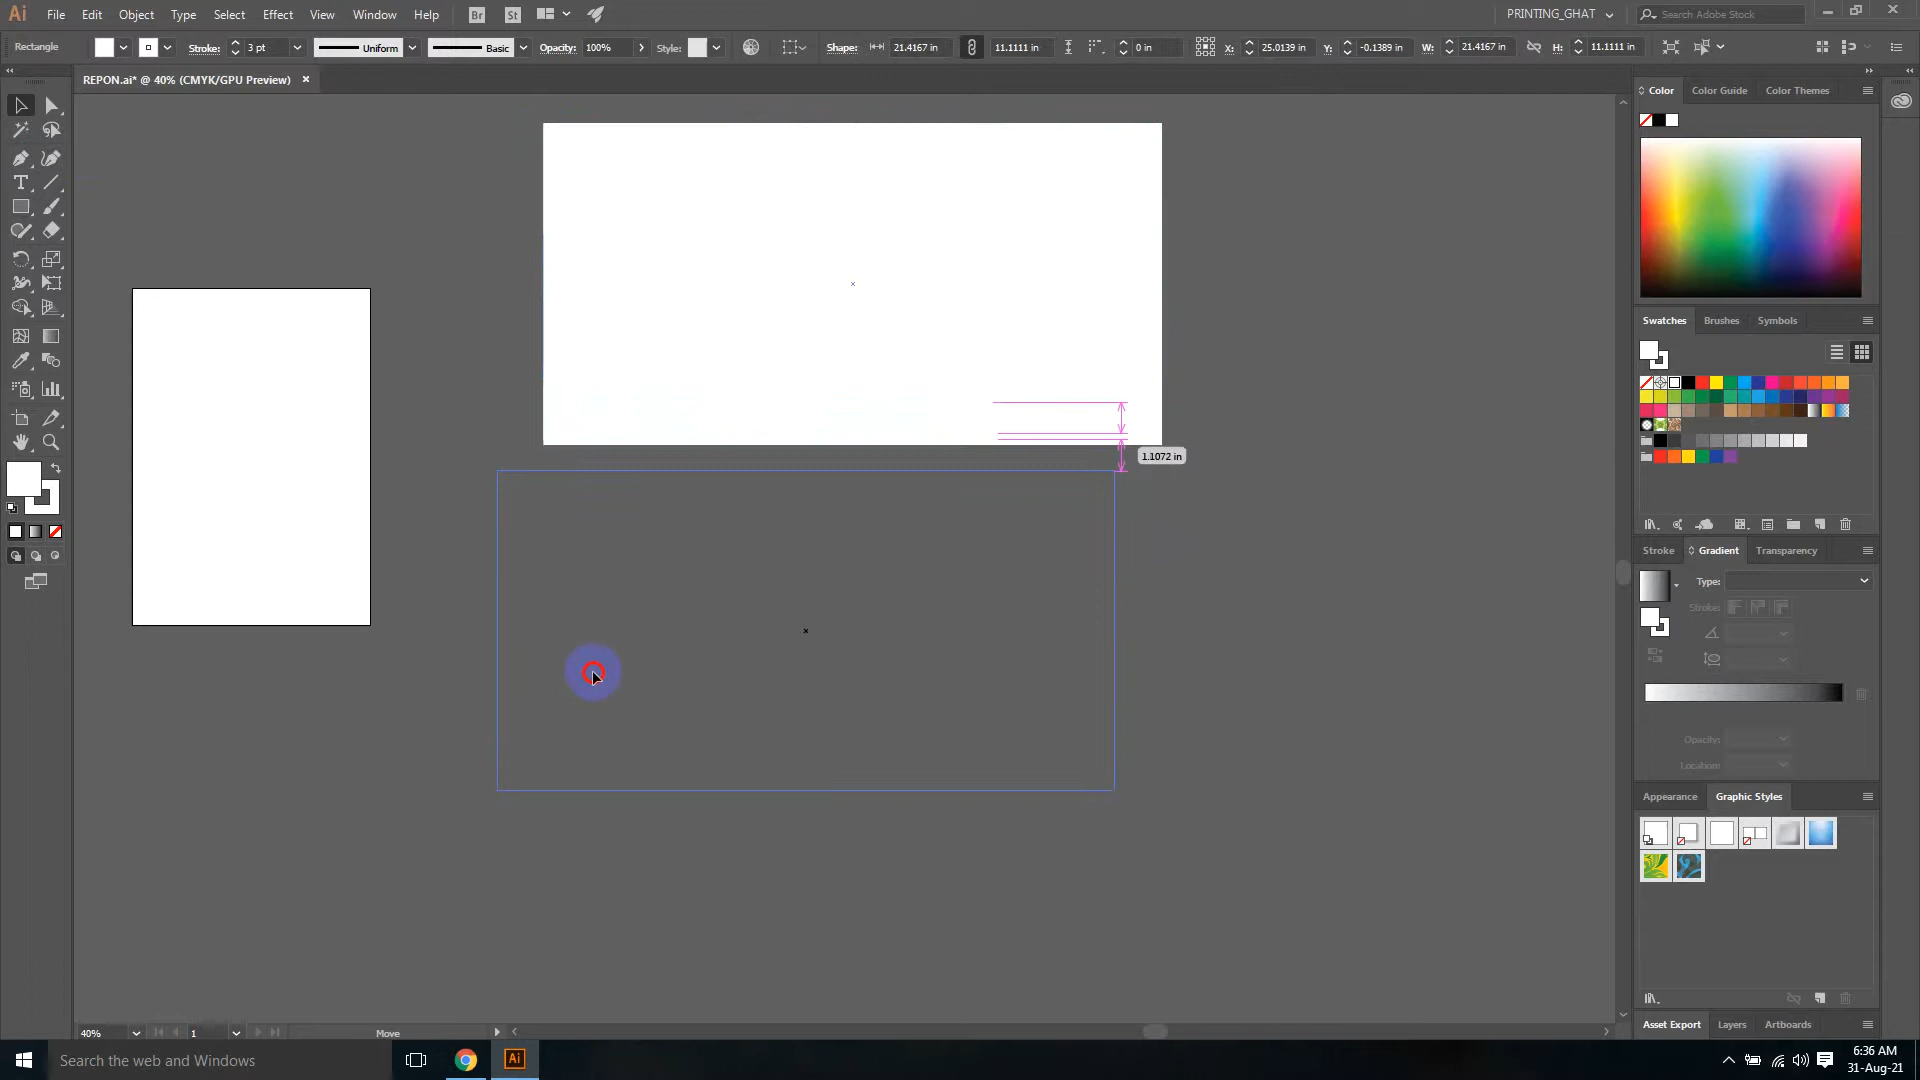 Ai File Edit Object Type Select Effect View Window Help Br St PRINTING_GHAT Search Adobe Stock
Rectangle Stroke: 3 pt Uniform Basic Opacity: 100% Style: Shape: 21.4167 in 11.1111 in 0 in X: 25.0139 in Y: -0.1389 in W: 21.4167 in H: 11.1111 in
REPON.ai* @ 40% (CMYK/GPU Preview)
Color Color Guide Color Themes
Swatches Brushes Symbols
1.1072 in
Stroke Gradient Transparency
Type:
Stroke:
Opacity:
Location:
Appearance Graphic Styles
Asset Export Layers Artboards
40% 1 Move
Search the web and Windows Ai
6:36 AM
31-Aug-21